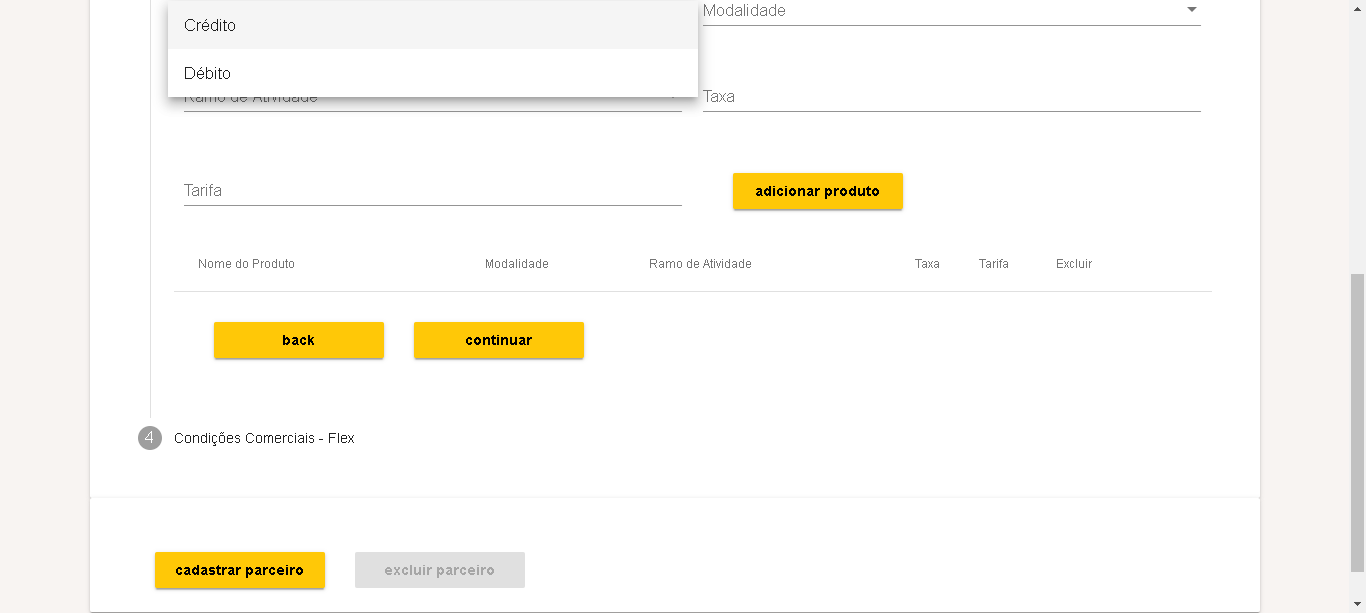 Crédito
Modalidade
Débito
Ramo de Atividade
Taxa
Tarifa
adicionar produto
Nome do Produto Modalidade Ramo de Atividade Taxa Tarifa Excluir
back continuar
4 Condições Comerciais - Flex
cadastrar parceiro excluir parceiro